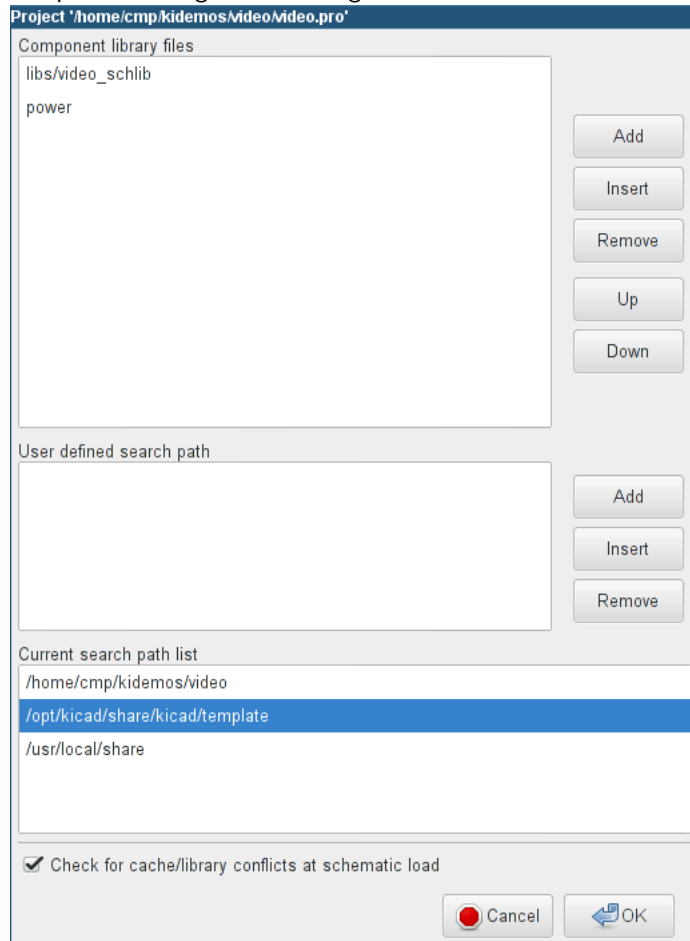 Project '/home/cmp/kidemos/video/video.pro'
Component library files
libs/video_schlib
power
Add
Insert
Remove
Up
Down
User defined search path
Add
Insert
Remove
Current search path list
/home/cmp/kidemos/video
/opt/kicad/share/kicad/template
/usr/local/share
Check for cache/library conflicts at schematic load
Cancel OK